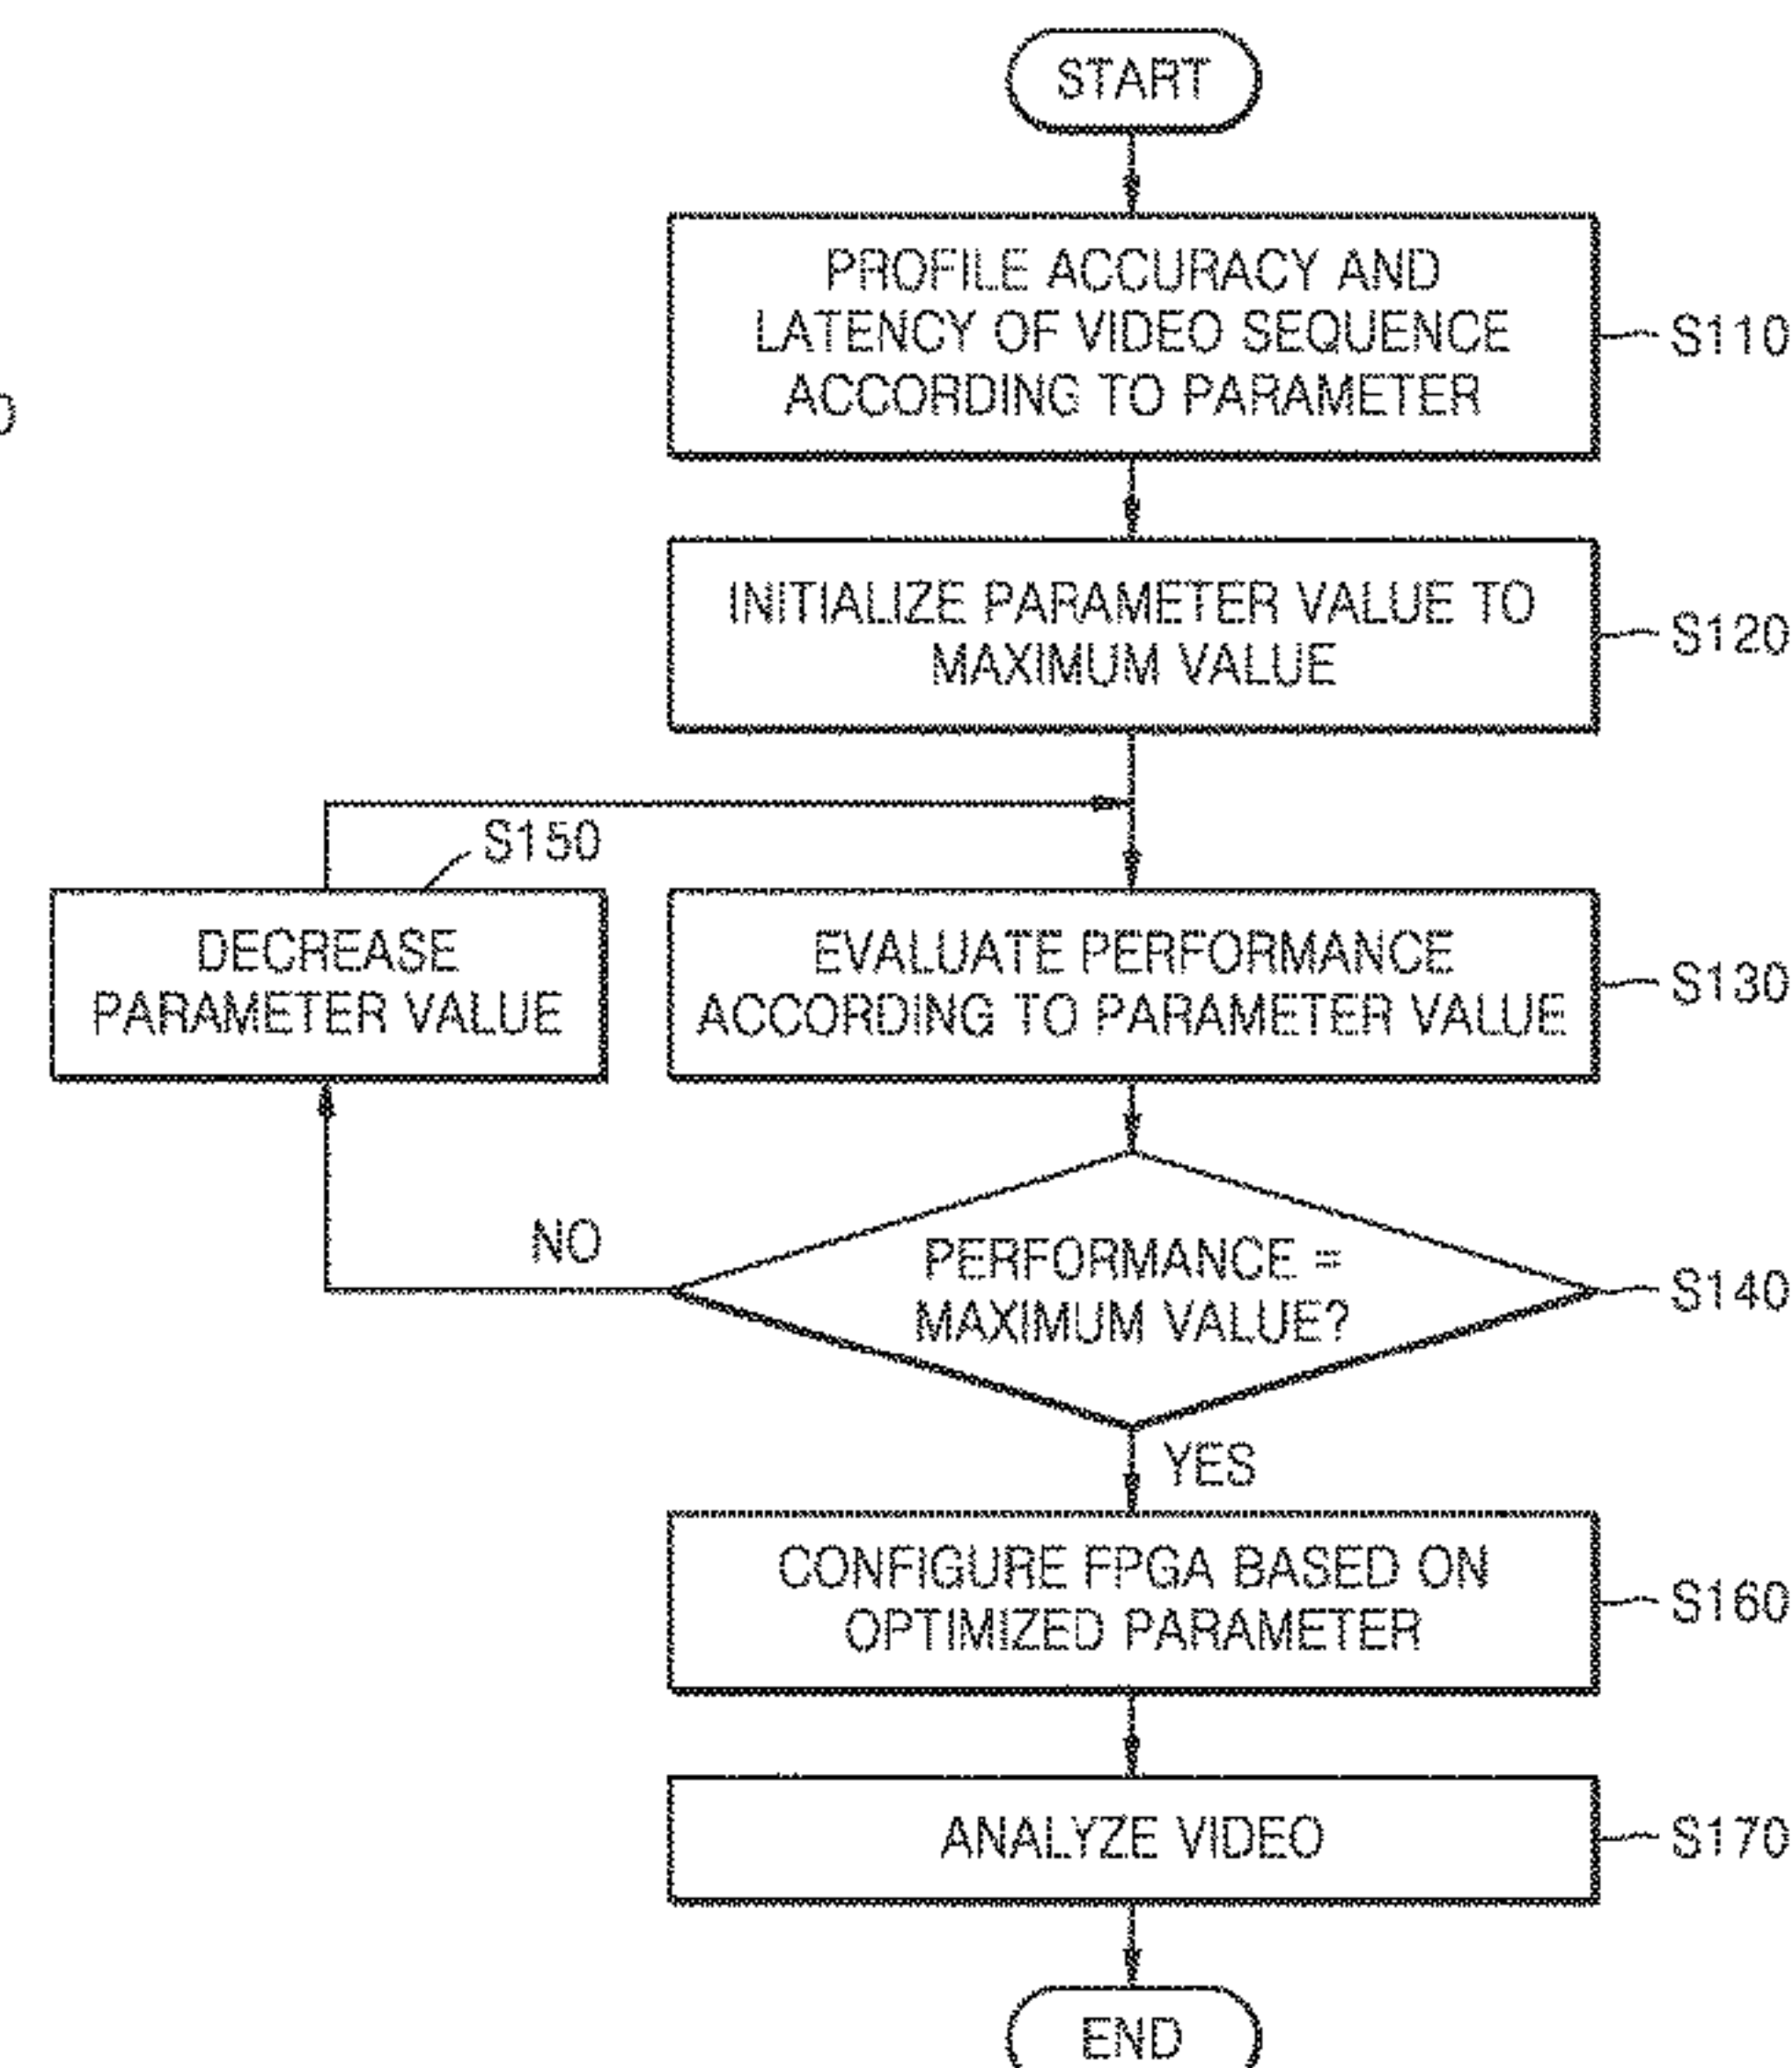 START
PROFILE ACCURACY AND
LATENCY OF VIDEO SEQUENCE
ACCORDING TO PARAMETER
S110
INITIALIZE PARAMETER VALUE TO
MAXIMUM VALUE
S120
S150
DECREASE
PARAMETER VALUE
EVALUATE PERFORMANCE
ACCORDING TO PARAMETER VALUE
S130
NO
PERFORMANCE =
MAXIMUM VALUE?
S140
YES
CONFIGURE FPGA BASED ON
OPTIMIZED PARAMETER
S160
ANALYZE VIDEO
S170
END